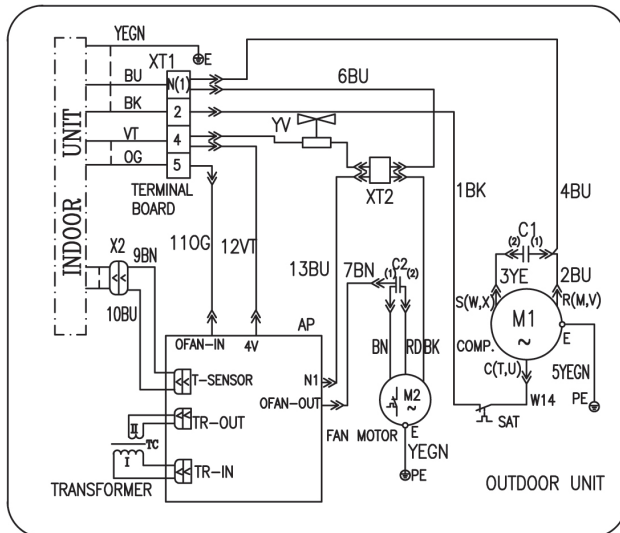 YEGN
E
XT1
BU
N(1)
6BU
BK
2
YV
VT
4
OG
5
TERMINAL
BOARD
XT2
1BK
4BU
INDOOR UNIT
X2
9BN
10BU
11OG
12VT
13BU
7BN
C2
(1)
(2)
C1
(2)
(1)
3YE
2BU
S(W,X)
R(M,V)
M1
~
E
COMP.
C(T,U)
5YEGN
PE
W14
SAT
AP
OFAN-IN
4V
T-SENSOR
N1
OFAN-OUT
BN
RD
BK
M2
~
E
FAN MOTOR
YEGN
PE
TR-OUT
II
TC
I
TR-IN
TRANSFORMER
OUTDOOR UNIT